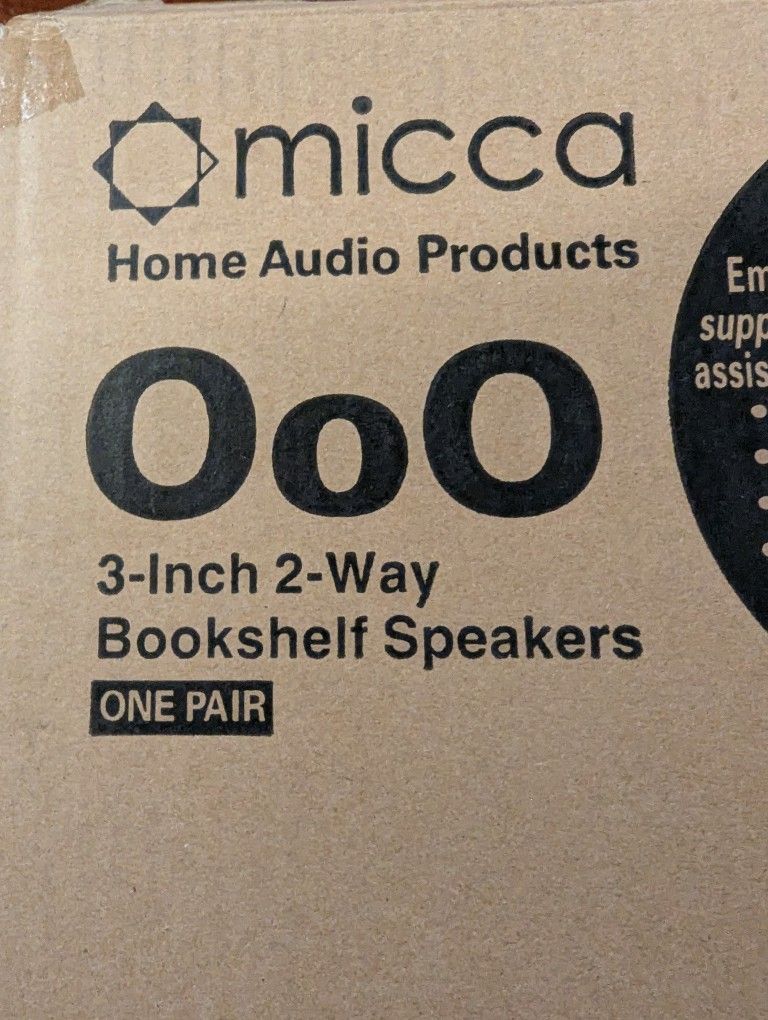 micca
Home Audio Products
OoO
3-Inch 2-Way
Bookshelf Speakers
ONE PAIR